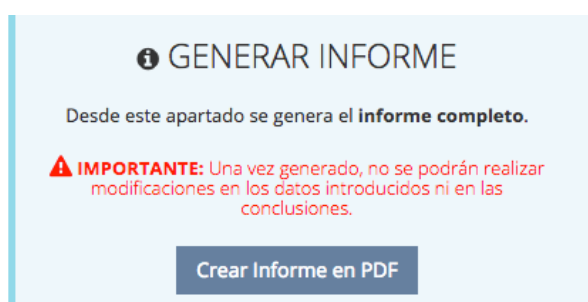 GENERAR INFORME
Desde este apartado se genera el informe completo.
IMPORTANTE: Una vez generado, no se podrán realizar
modificaciones en los datos introducidos ni en las
conclusiones.
Crear Informe en PDF